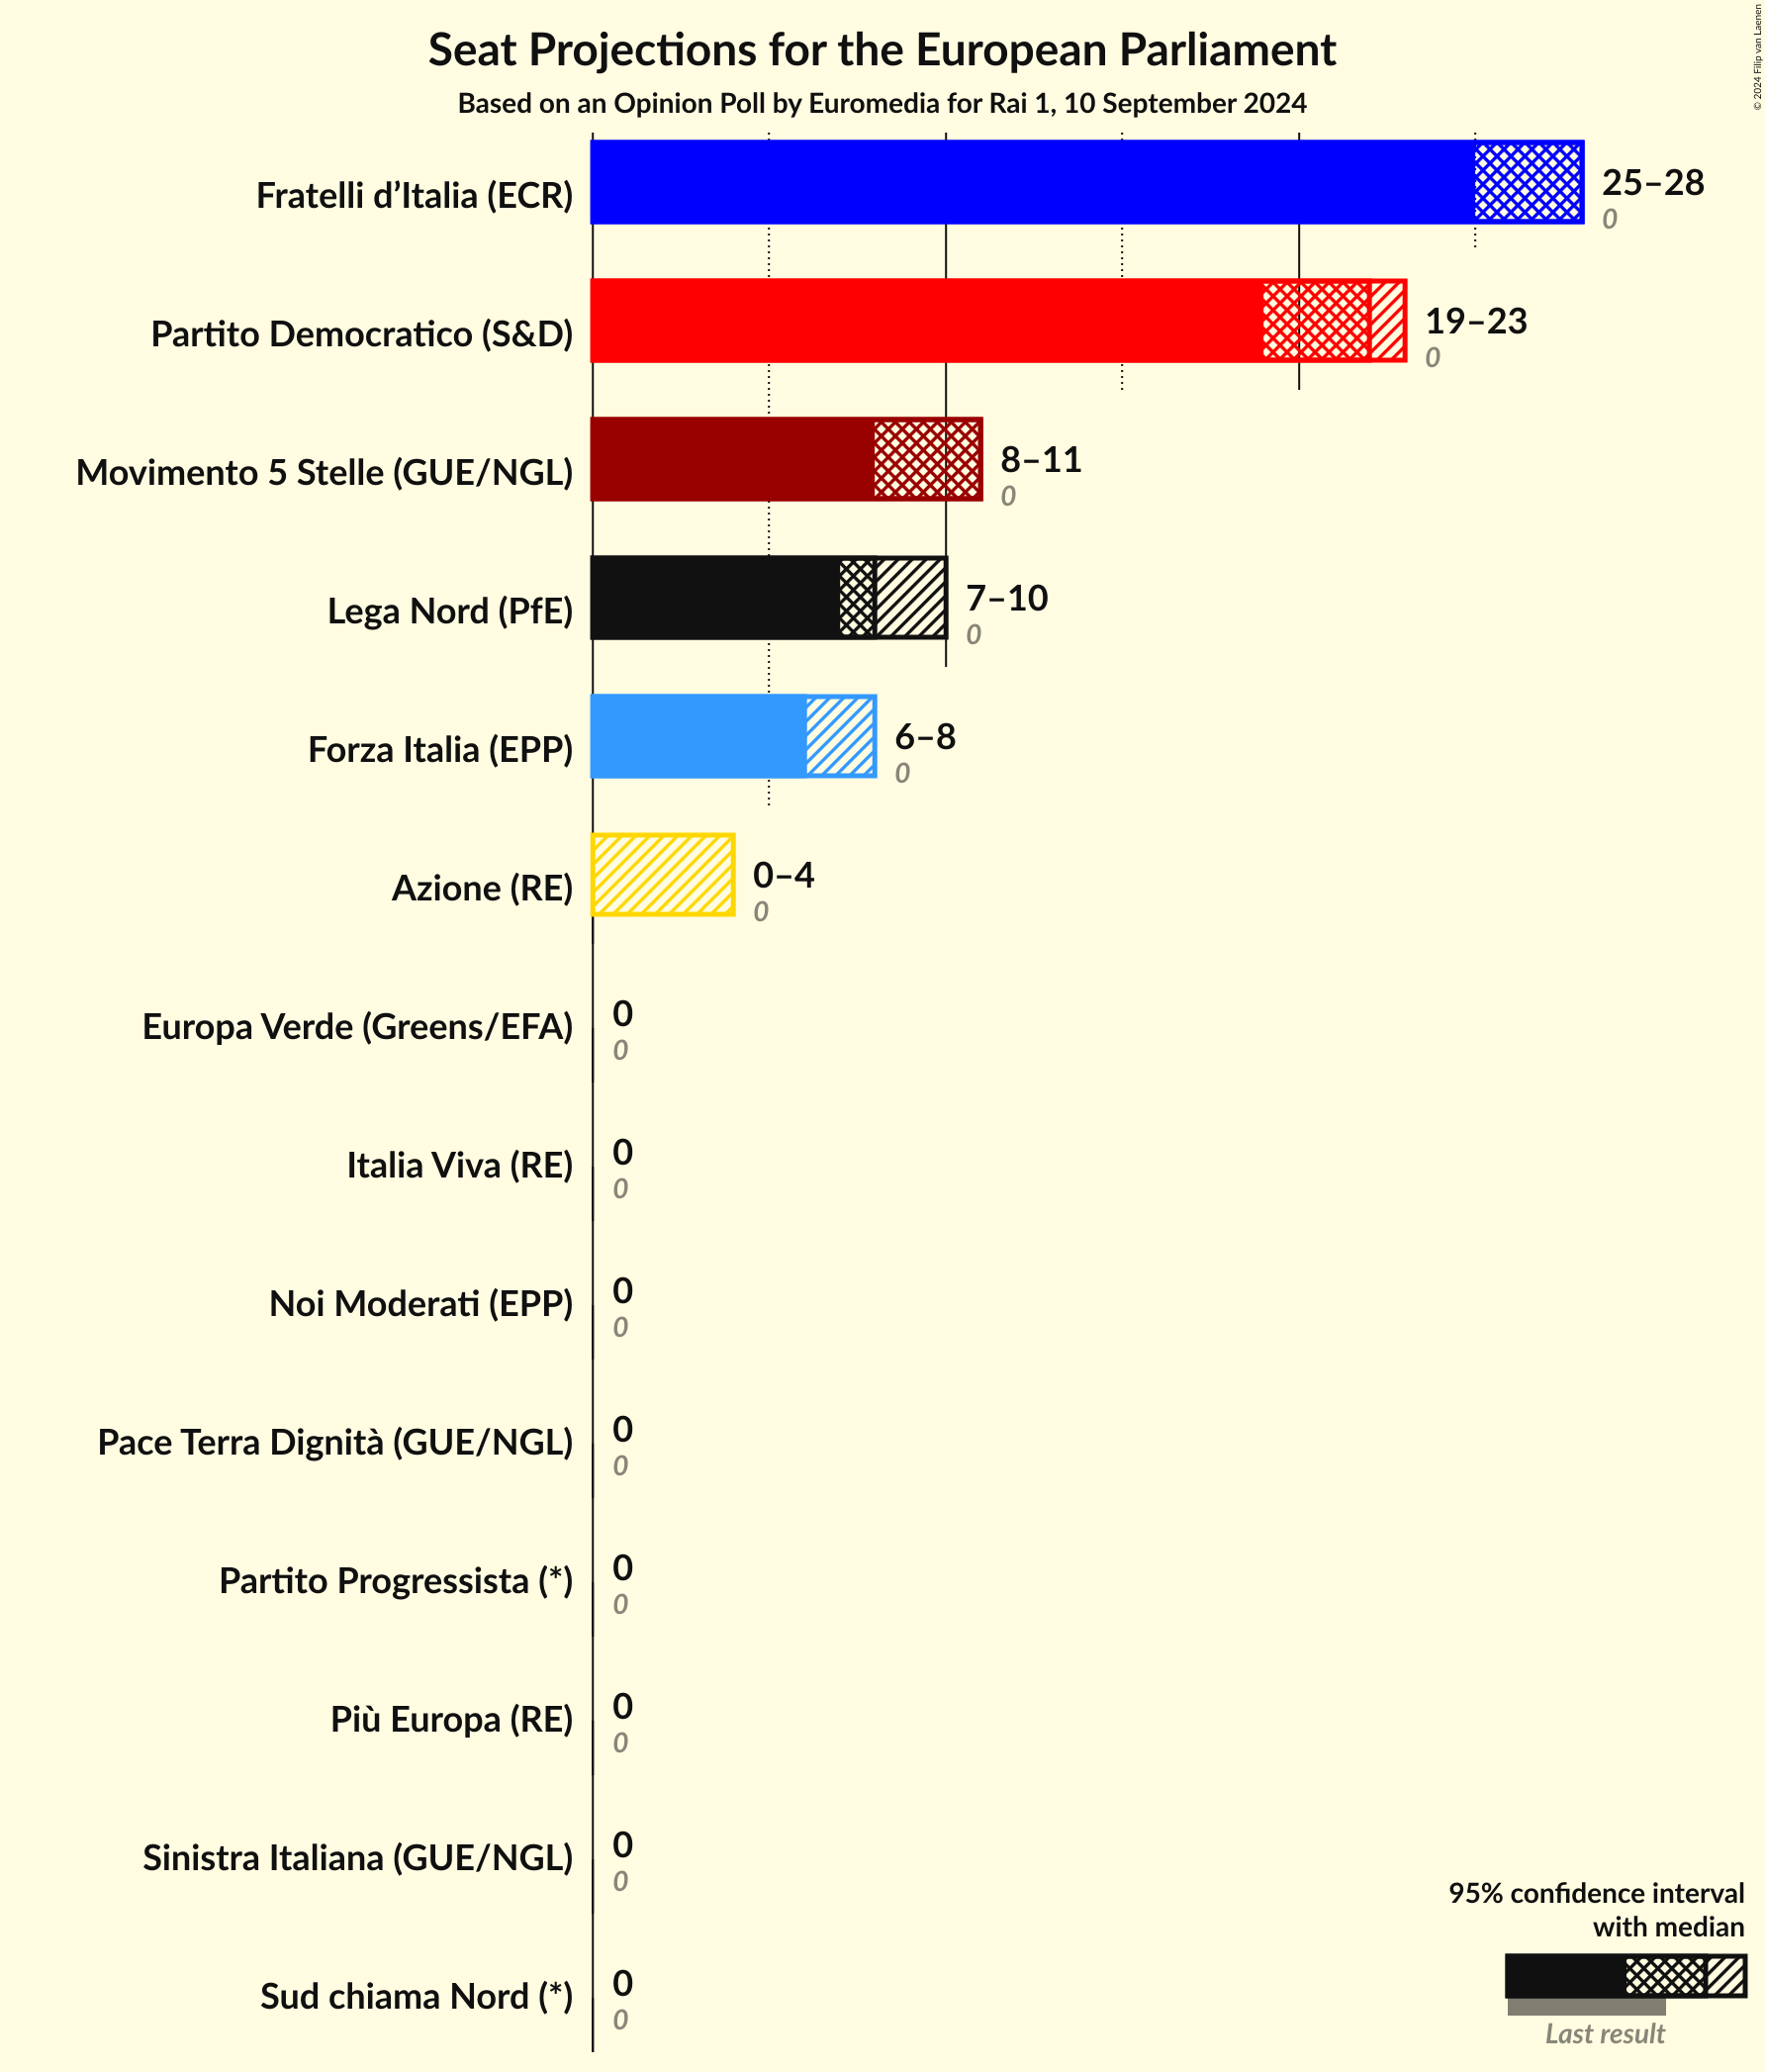 Seat Projections for the European Parliament
Based on an Opinion Poll by Euromedia for Rai 1, 10 September 2024
© 2024 Filip van Laenen
Fratelli d’Italia (ECR)
25–28
0
Partito Democratico (S&D)
19–23
0
Movimento 5 Stelle (GUE/NGL)
8–11
0
Lega Nord (PfE)
7–10
0
Forza Italia (EPP)
6–8
0
Azione (RE)
0–4
0
Europa Verde (Greens/EFA)
0
0
Italia Viva (RE)
0
0
Noi Moderati (EPP)
0
0
Pace Terra Dignità (GUE/NGL)
0
0
Partito Progressista (*)
0
0
Più Europa (RE)
0
0
Sinistra Italiana (GUE/NGL)
0
0
Sud chiama Nord (*)
0
0
95% confidence interval
with median
Last result